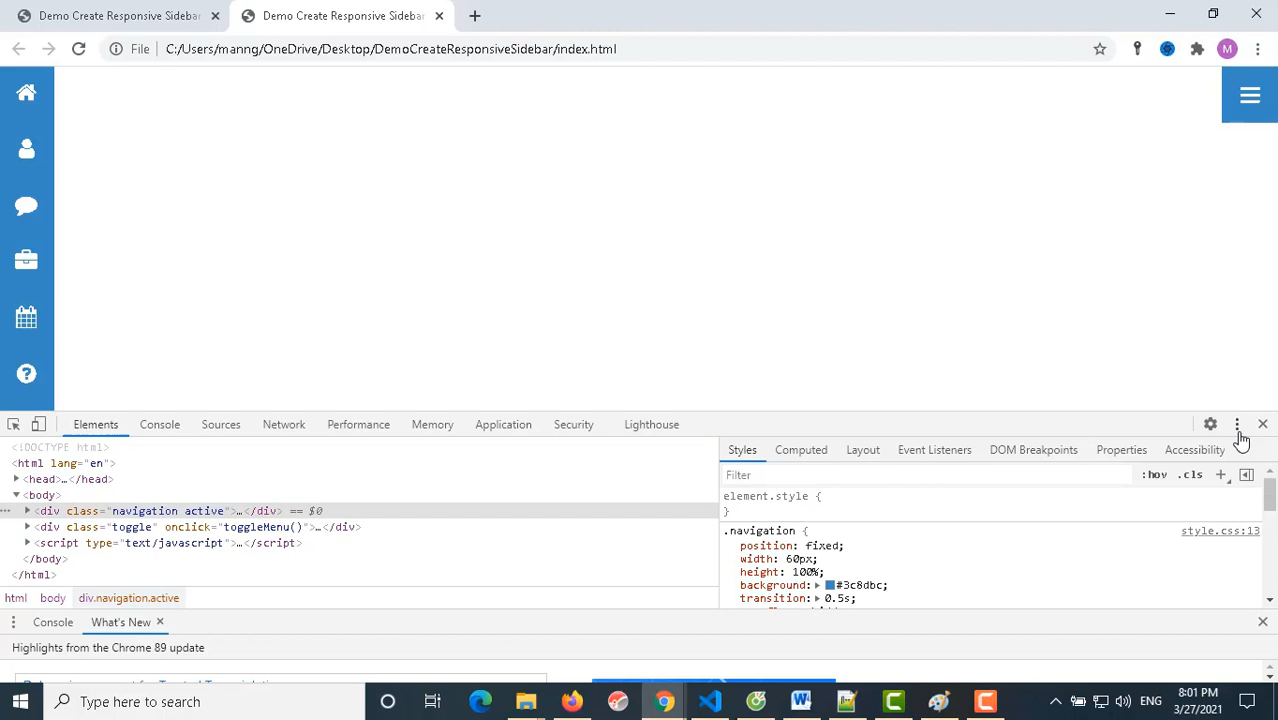 Demo Create Responsive Sidebar
Demo Create Responsive Sidebar
File C:/Users/manng/OneDrive/Desktop/DemoCreateResponsiveSidebar/index.html
M
Elements Console Sources Network Performance Memory Application Security Lighthouse
<!DOCTYPE html>
<html lang="en">
<head>…</head>
<body>
<div class="navigation active">…</div> == $0
<div class="toggle" onclick="toggleMenu()">…</div>
<script type="text/javascript">…</script>
</body>
</html>
html body div.navigation.active
Styles Computed Layout Event Listeners DOM Breakpoints Properties Accessibility
Filter :hov .cls
element.style {
}
.navigation { style.css:13
position: fixed;
width: 60px;
height: 100%;
background: #3c8dbc;
transition: 0.5s;
Console What's New
Highlights from the Chrome 89 update
Type here to search
ENG
8:01 PM
3/27/2021